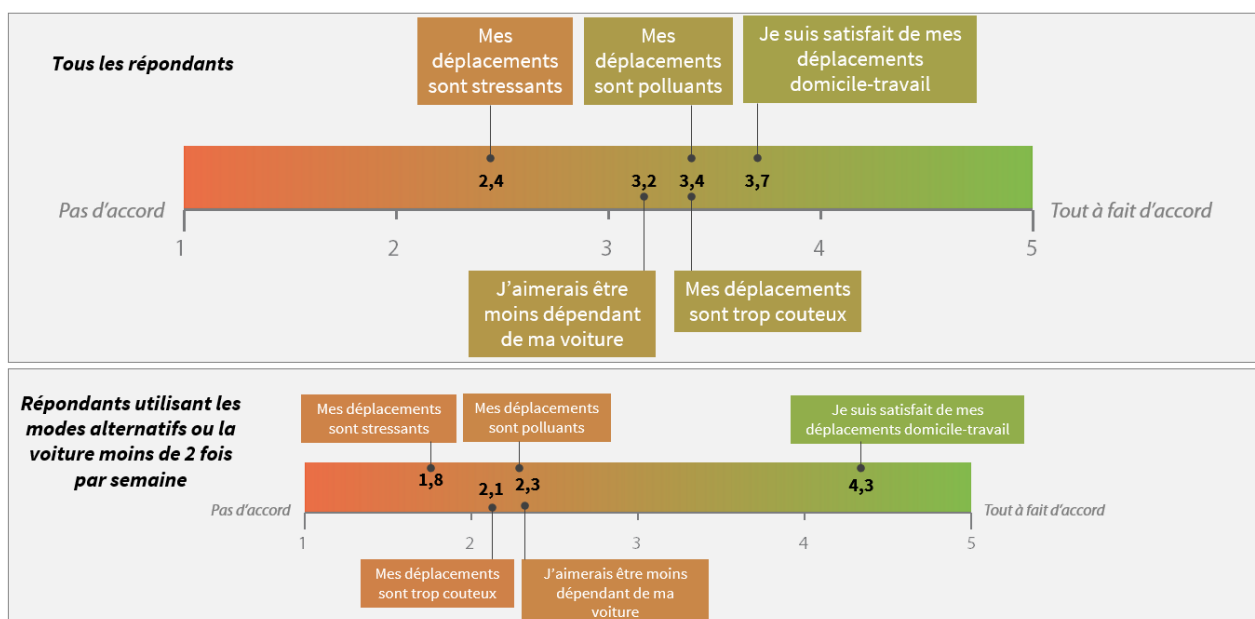 Tous les répondants
Mes
déplacements
sont stressants
Mes
déplacements
sont polluants
Je suis satisfait de mes
déplacements
domicile-travail
2,4
3,2
3,4
3,7
Pas d’accord
Tout à fait d’accord
1
2
3
4
5
J’aimerais être
moins dépendant
de ma voiture
Mes déplacements
sont trop couteux
Répondants utilisant les
modes alternatifs ou la
voiture moins de 2 fois
par semaine
Mes déplacements
sont stressants
Mes déplacements
sont polluants
Je suis satisfait de mes
déplacements domicile-travail
1,8
2,1
2,3
4,3
Pas d’accord
Tout à fait d’accord
1
2
3
4
5
Mes déplacements
sont trop couteux
J’aimerais être moins
dépendant de ma
voiture